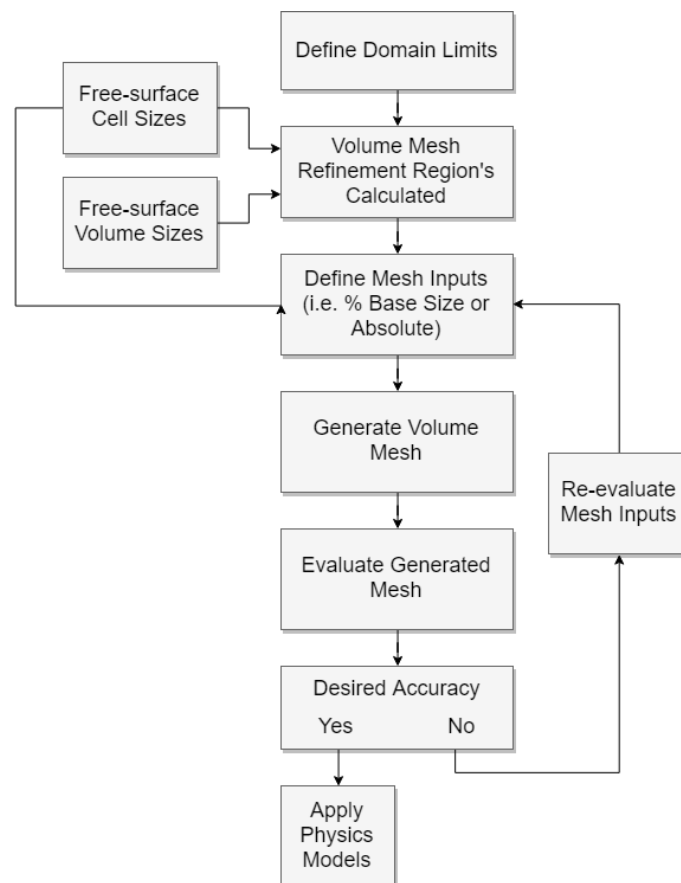 Define Domain Limits
Free-surface
Cell Sizes
Volume Mesh
Refinement Region's
Calculated
Free-surface
Volume Sizes
Define Mesh Inputs
(i.e. % Base Size or
Absolute)
Generate Volume
Mesh
Re-evaluate
Mesh Inputs
Evaluate Generated
Mesh
Desired Accuracy
Yes No
Apply
Physics
Models